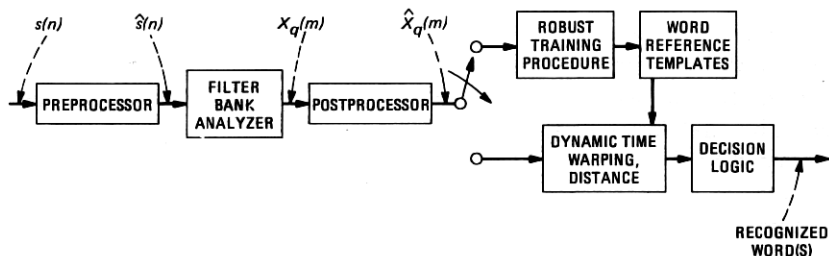 s(n)
ŝ(n)
X_q(m)
X̂_q(m)
PREPROCESSOR
FILTER
BANK
ANALYZER
POSTPROCESSOR
ROBUST
TRAINING
PROCEDURE
WORD
REFERENCE
TEMPLATES
DYNAMIC TIME
WARPING,
DISTANCE
DECISION
LOGIC
RECOGNIZED
WORD(S)